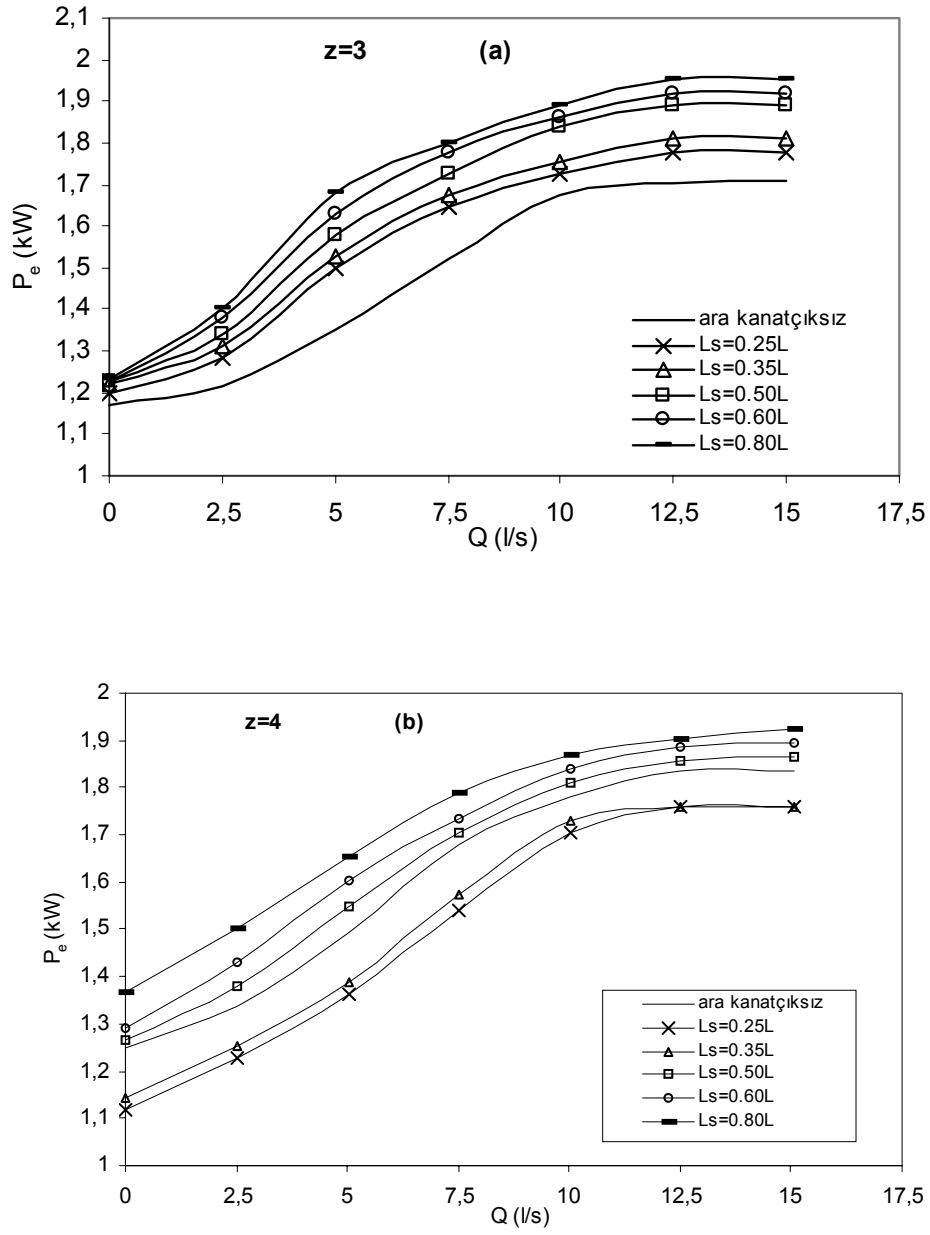 z=3 (a)
2,1
2
1,9
1,8
1,7
1,6
1,5
1,4
1,3
1,2
1,1
1
P_e (kW)
ara kanatçıksız
Ls=0.25L
Ls=0.35L
Ls=0.50L
Ls=0.60L
Ls=0.80L
0 2,5 5 7,5 10 12,5 15 17,5
Q (l/s)
z=4 (b)
2
1,9
1,8
1,7
1,6
1,5
1,4
1,3
1,2
1,1
1
P_e (kW)
ara kanatçıksız
Ls=0.25L
Ls=0.35L
Ls=0.50L
Ls=0.60L
Ls=0.80L
0 2,5 5 7,5 10 12,5 15 17,5
Q (l/s)